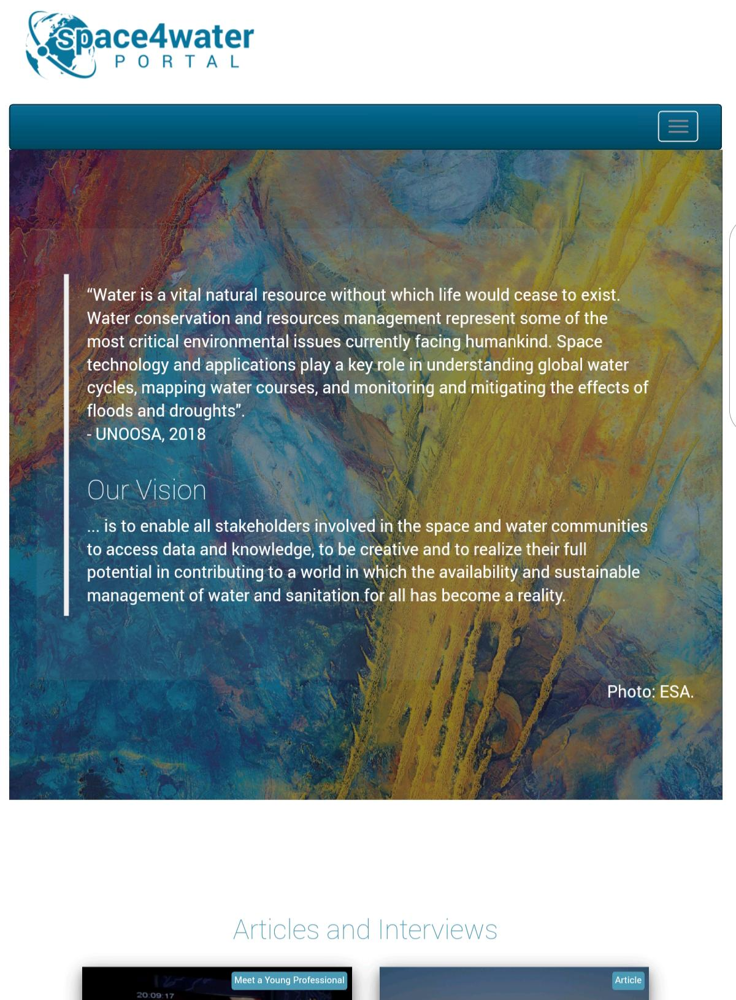 space4water
PORTAL
“Water is a vital natural resource without which life would cease to exist.
Water conservation and resources management represent some of the
most critical environmental issues currently facing humankind. Space
technology and applications play a key role in understanding global water
cycles, mapping water courses, and monitoring and mitigating the effects of
floods and droughts”.
- UNOOSA, 2018
Our Vision
... is to enable all stakeholders involved in the space and water communities
to access data and knowledge, to be creative and to realize their full
potential in contributing to a world in which the availability and sustainable
management of water and sanitation for all has become a reality.
Photo: ESA.
Articles and Interviews
Meet a Young Professional
Article
20:09:17